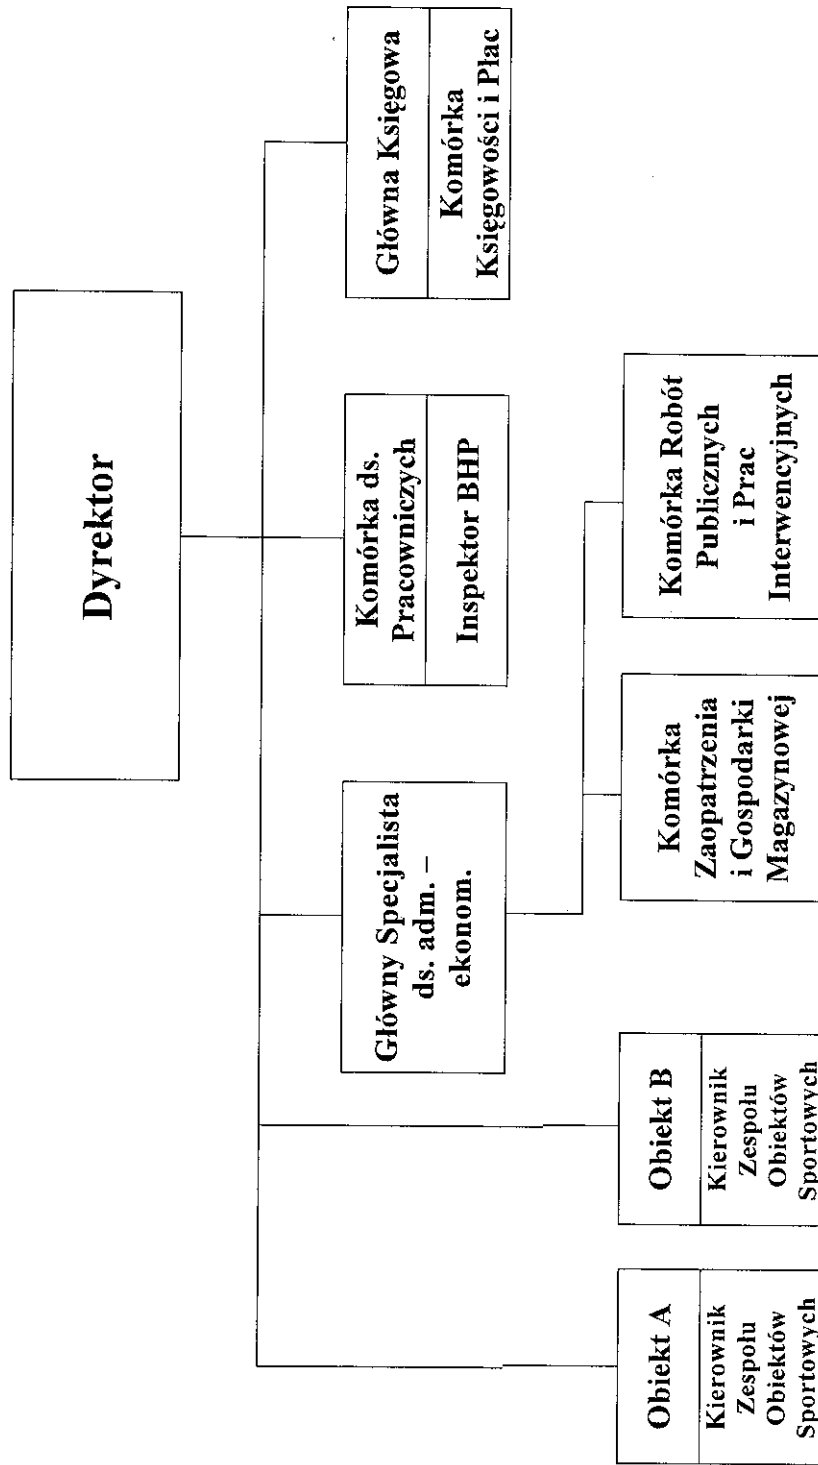 Dyrektor
Główny Specjalista
ds. adm. –
ekonom.
Komórka ds.
Pracowniczych
Inspektor BHP
Główna Księgowa
Komórka
Księgowości i Płac
Obiekt A
Kierownik
Zespołu
Obiektów
Sportowych
Obiekt B
Kierownik
Zespołu
Obiektów
Sportowych
Komórka
Zaopatrzenia
i Gospodarki
Magazynowej
Komórka Robót
Publicznych
i Prac
Interwencyjnych